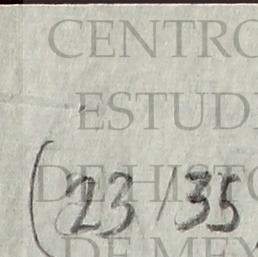 CENTRO
ESTUDI
DE HISTO
(23/35
DE MEX